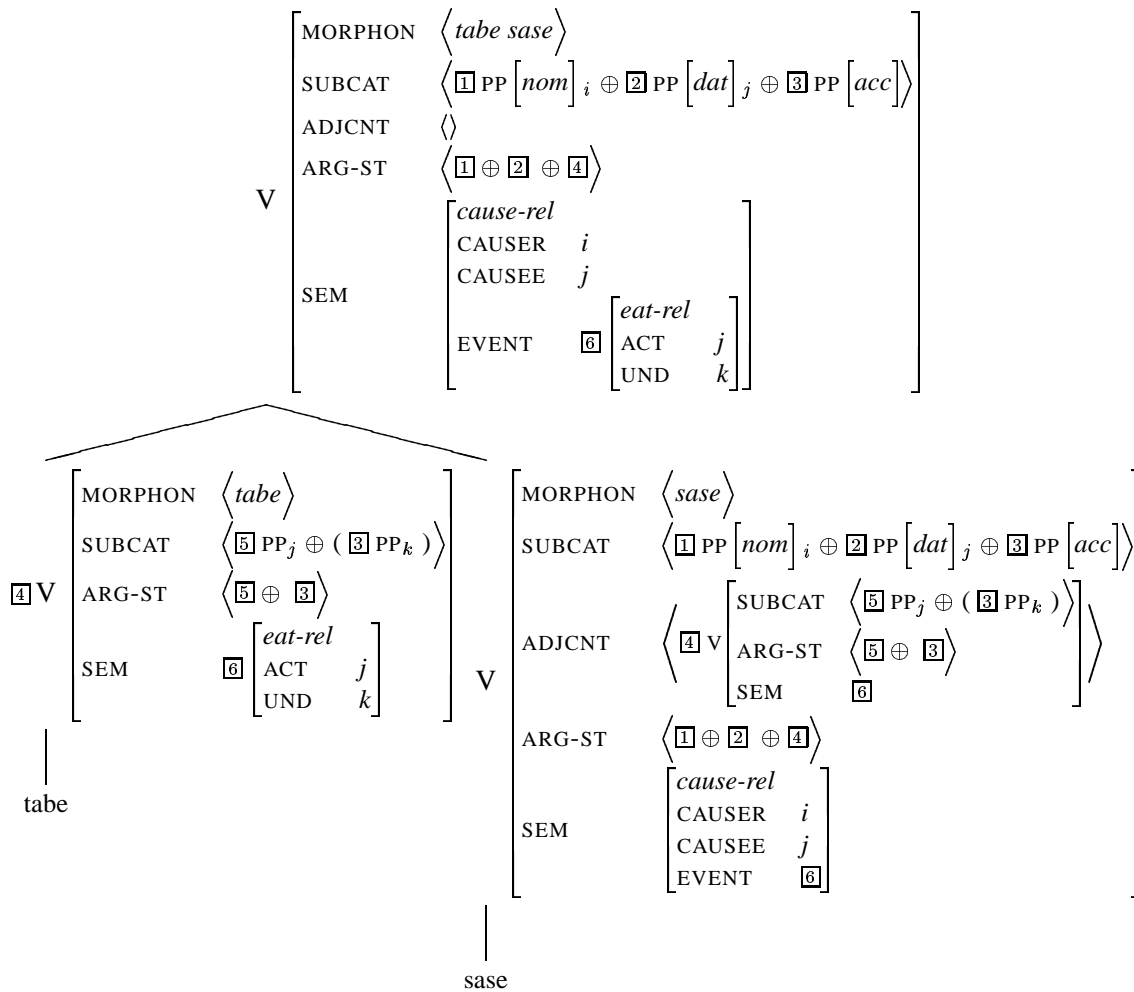 MORPHON ⟨tabe sase⟩
SUBCAT ⟨[1] PP [nom] i ⊕ [2] PP [dat] j ⊕ [3] PP [acc]⟩
ADJCNT ⟨⟩
ARG-ST ⟨[1] ⊕ [2] ⊕ [4]⟩
V
cause-rel
CAUSER i
CAUSEE j
SEM
eat-rel
EVENT [6] ACT j
UND k
MORPHON ⟨tabe⟩
SUBCAT ⟨[5] PP j ⊕ ( [3] PP k )⟩
[4] V ARG-ST ⟨[5] ⊕ [3]⟩
eat-rel
SEM [6] ACT j
UND k
tabe
MORPHON ⟨sase⟩
SUBCAT ⟨[1] PP [nom] i ⊕ [2] PP [dat] j ⊕ [3] PP [acc]⟩
SUBCAT ⟨[5] PP j ⊕ ( [3] PP k )⟩
ADJCNT ⟨[4] V ARG-ST ⟨[5] ⊕ [3]⟩⟩
SEM [6]
V
ARG-ST ⟨[1] ⊕ [2] ⊕ [4]⟩
cause-rel
CAUSER i
SEM CAUSEE j
EVENT [6]
sase